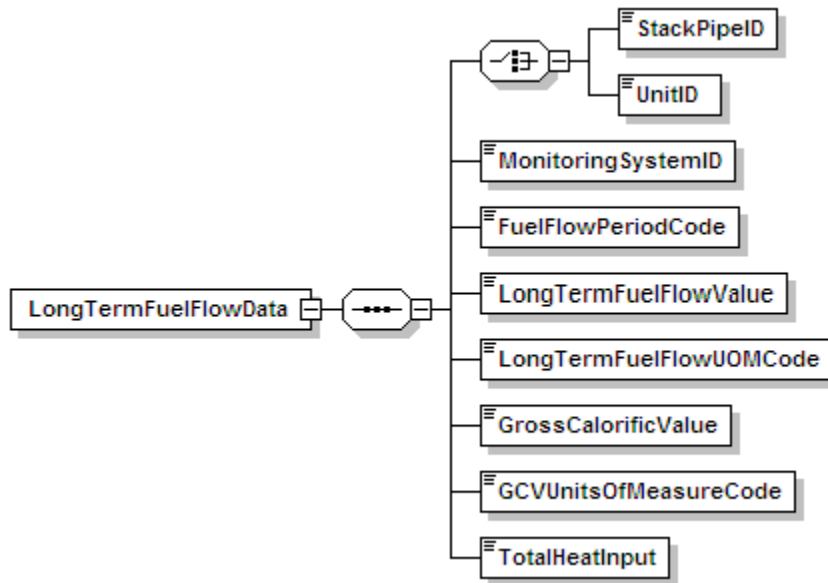 StackPipeID
UnitID
MonitoringSystemID
FuelFlowPeriodCode
LongTermFuelFlowData
LongTermFuelFlowValue
LongTermFuelFlowUOMCode
GrossCalorificValue
GCVUnitsOfMeasureCode
TotalHeatInput